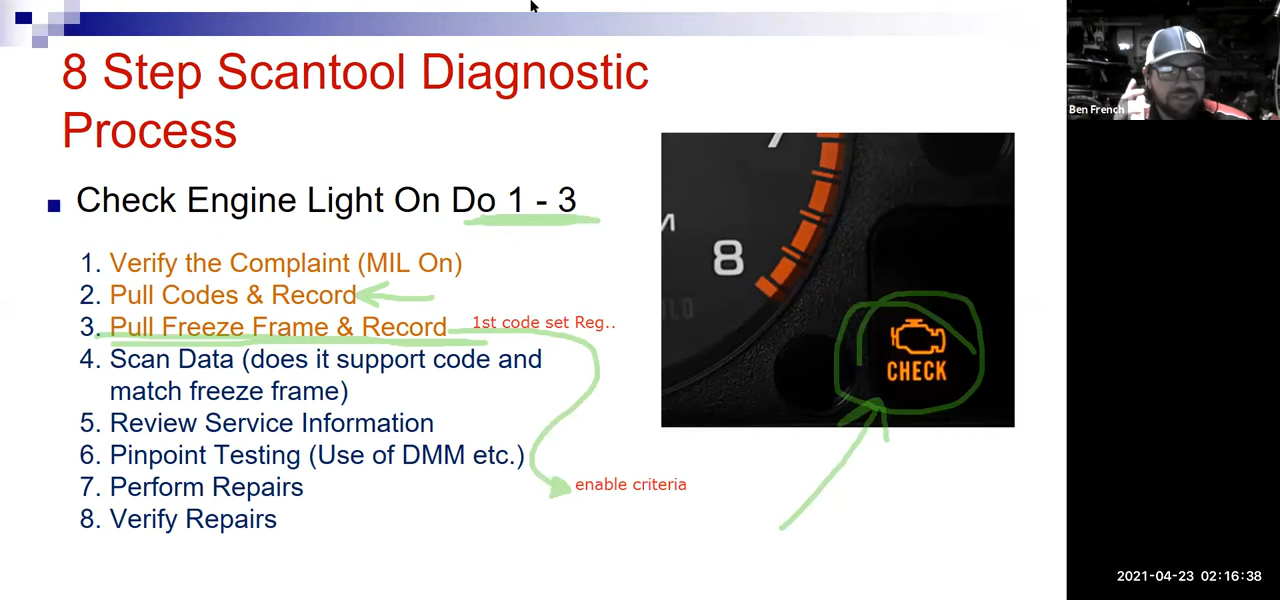 8 Step Scantool Diagnostic
Process
Check Engine Light On Do 1 - 3
1. Verify the Complaint (MIL On)
2. Pull Codes & Record
3. Pull Freeze Frame & Record
1st code set Reg..
4. Scan Data (does it support code and
match freeze frame)
5. Review Service Information
6. Pinpoint Testing (Use of DMM etc.)
7. Perform Repairs
enable criteria
8. Verify Repairs
7
8
CHECK
Ben French
2021-04-23 02:16:38